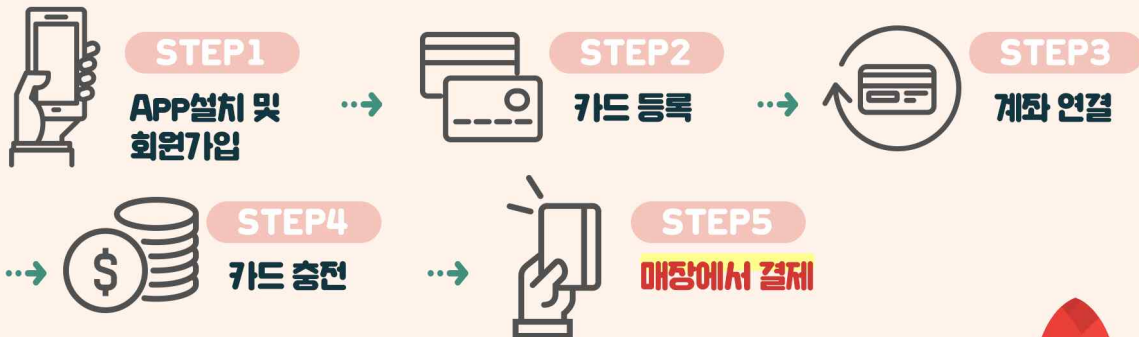 STEP1
APP설치 및
회원가입
STEP2
카드 등록
STEP3
계좌 연결
STEP4
카드 충전
STEP5
매장에서 결제